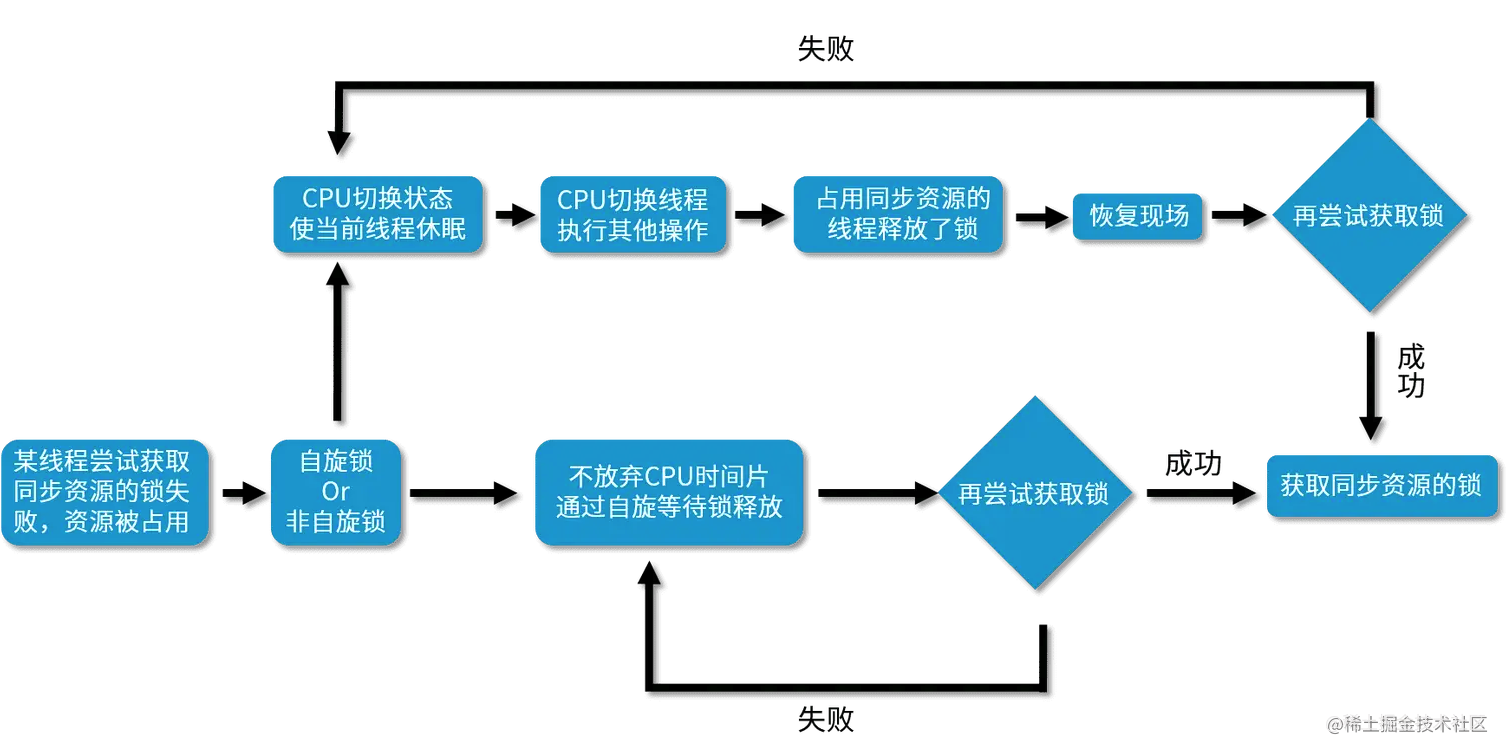 失败
CPU切换状态
使当前线程休眠
CPU切换线程
执行其他操作
占用同步资源的
线程释放了锁
恢复现场
再尝试获取锁
成
功
某线程尝试获取
同步资源的锁失
败，资源被占用
自旋锁
Or
非自旋锁
不放弃CPU时间片
通过自旋等待锁释放
再尝试获取锁
成功
获取同步资源的锁
失败
@稀土掘金技术社区